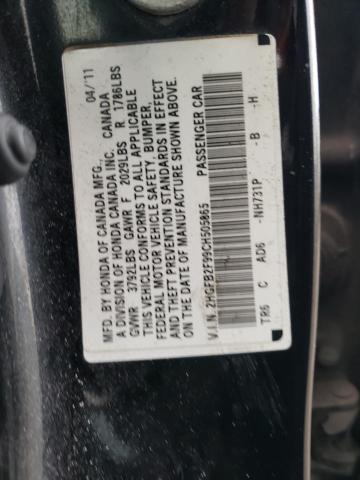 MFD. BY HONDA OF CANADA MFG., 04/11
A DIVISION OF HONDA CANADA INC., CANADA
GVWR 3792LBS GAWR F 2029LBS R 1786LBS
THIS VEHICLE CONFORMS TO ALL APPLICABLE
FEDERAL MOTOR VEHICLE SAFETY, BUMPER,
AND THEFT PREVENTION STANDARDS IN EFFECT
ON THE DATE OF MANUFACTURE SHOWN ABOVE.
V.I.N. 2HGFB2F99CH505865 PASSENGER CAR
TR6 C AD6 -NH731P -B -H